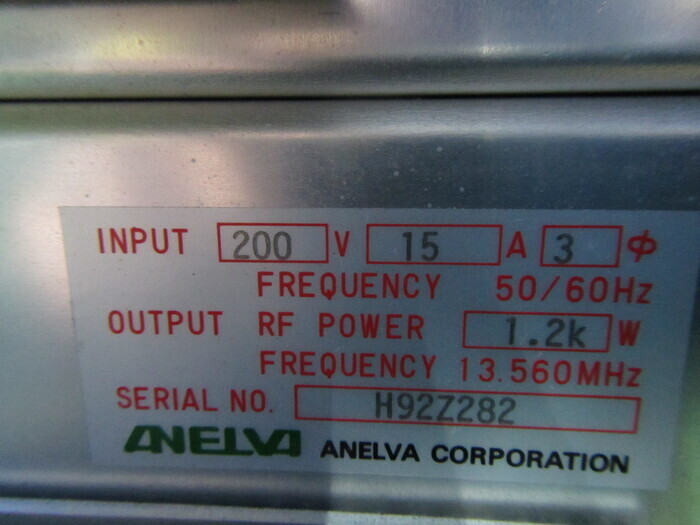 INPUT 200 V 15 A 3 ϕ
FREQUENCY 50/60Hz
OUTPUT RF POWER 1.2k W
FREQUENCY 13.560MHz
SERIAL NO. H92Z282
ANELVA ANELVA CORPORATION